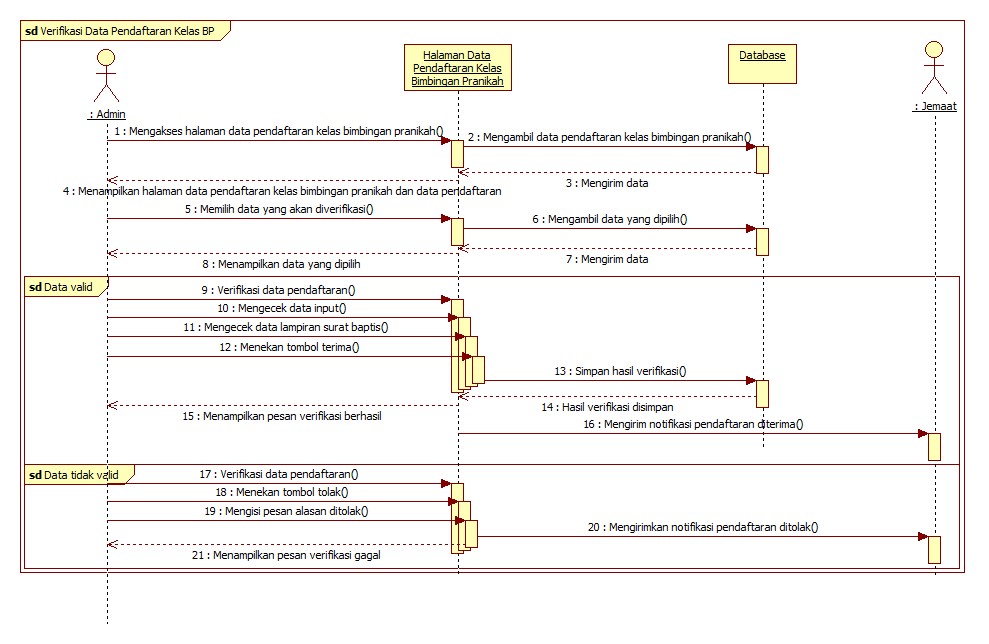 sd Verifikasi Data Pendaftaran Kelas BP
Halaman Data
Pendaftaran Kelas
Bimbingan Pranikah
Database
: Admin
: Jemaat
1 : Mengakses halaman data pendaftaran kelas bimbingan pranikah()
2 : Mengambil data pendaftaran kelas bimbingan pranikah()
3 : Mengirim data
4 : Menampilkan halaman data pendaftaran kelas bimbingan pranikah dan data pendaftaran
5 : Memilih data yang akan diverifikasi()
6 : Mengambil data yang dipilih()
7 : Mengirim data
8 : Menampilkan data yang dipilih
sd Data valid
9 : Verifikasi data pendaftaran()
10 : Mengecek data input()
11 : Mengecek data lampiran surat baptis()
12 : Menekan tombol terima()
13 : Simpan hasil verifikasi()
14 : Hasil verifikasi disimpan
15 : Menampilkan pesan verifikasi berhasil
16 : Mengirim notifikasi pendaftaran diterima()
sd Data tidak valid
17 : Verifikasi data pendaftaran()
18 : Menekan tombol tolak()
19 : Mengisi pesan alasan ditolak()
20 : Mengirimkan notifikasi pendaftaran ditolak()
21 : Menampilkan pesan verifikasi gagal